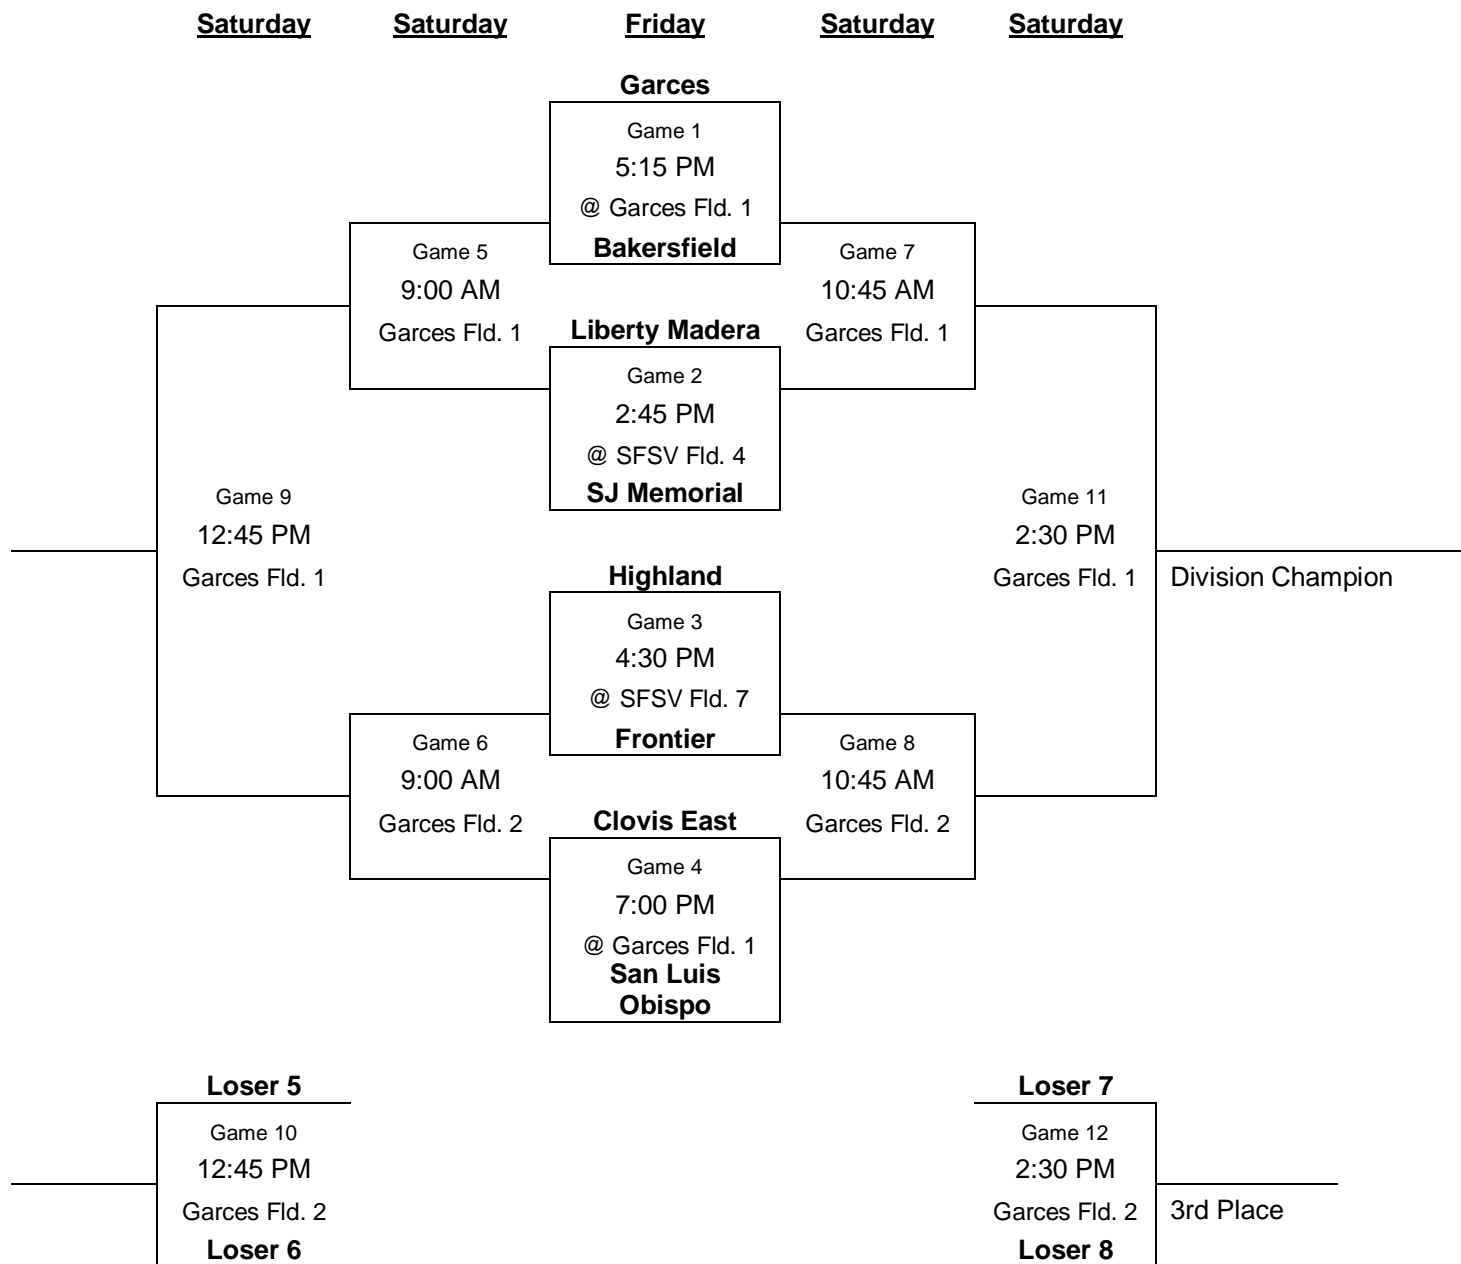 Saturday Saturday Friday Saturday Saturday
Garces
Game 1
5:15 PM
@ Garces Fld. 1
Bakersfield
Game 5
9:00 AM
Garces Fld. 1
Game 7
10:45 AM
Garces Fld. 1
Liberty Madera
Game 2
2:45 PM
@ SFSV Fld. 4
SJ Memorial
Game 9
12:45 PM
Garces Fld. 1
Game 11
2:30 PM
Garces Fld. 1
Division Champion
Highland
Game 3
4:30 PM
@ SFSV Fld. 7
Frontier
Game 6
9:00 AM
Garces Fld. 2
Game 8
10:45 AM
Garces Fld. 2
Clovis East
Game 4
7:00 PM
@ Garces Fld. 1
San Luis
Obispo
Loser 5
Game 10
12:45 PM
Garces Fld. 2
Loser 6
Loser 7
Game 12
2:30 PM
Garces Fld. 2
Loser 8
3rd Place